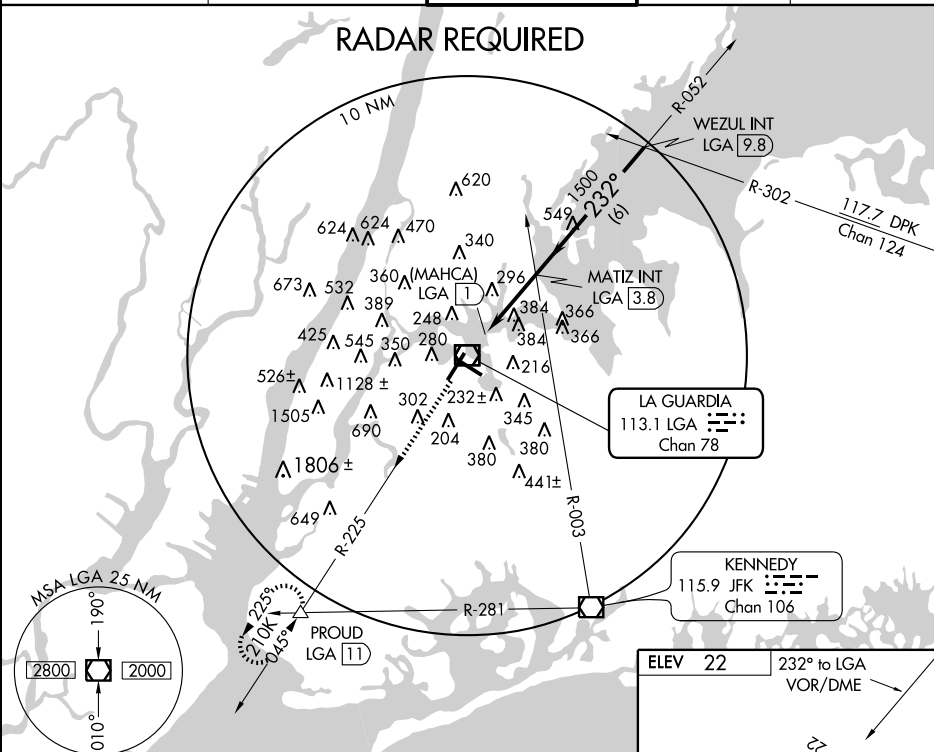 RADAR REQUIRED
10 NM
R-052
WEZUL INT
LGA 9.8
R-302
117.7 DPK
Chan 124
620
1500
232°
(6)
549
624
624
470
340
360
(MAHCA)
LGA 1
296
MATIZ INT
LGA 3.8
673
532
389
248
384
384
366
366
425
545
350
280
216
526±
1128 ±
302
232±
LA GUARDIA
113.1 LGA
Chan 78
1505
690
204
345
380
380
1806 ±
441±
649
R-225
R-003
KENNEDY
115.9 JFK
Chan 106
MSA LGA 25 NM
190°
2800
2000
010°
225°
210K
045°
PROUD
LGA 11
R-281
ELEV 22
232° to LGA
VOR/DME
22